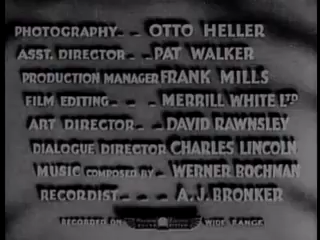 PHOTOGRAPHY - - OTTO HELLER
ASST. DIRECTOR - - PAT WALKER
PRODUCTION MANAGER FRANK MILLS
FILM EDITING - - - MERRILL WHITE LTD
ART DIRECTOR - - DAVID RAWNSLEY
DIALOGUE DIRECTOR CHARLES LINCOLN
MUSIC COMPOSED BY - WERNER BOCHMAN
RECORDIST - - - A.J. BRONKER
RECORDED ON WIDE RANGE